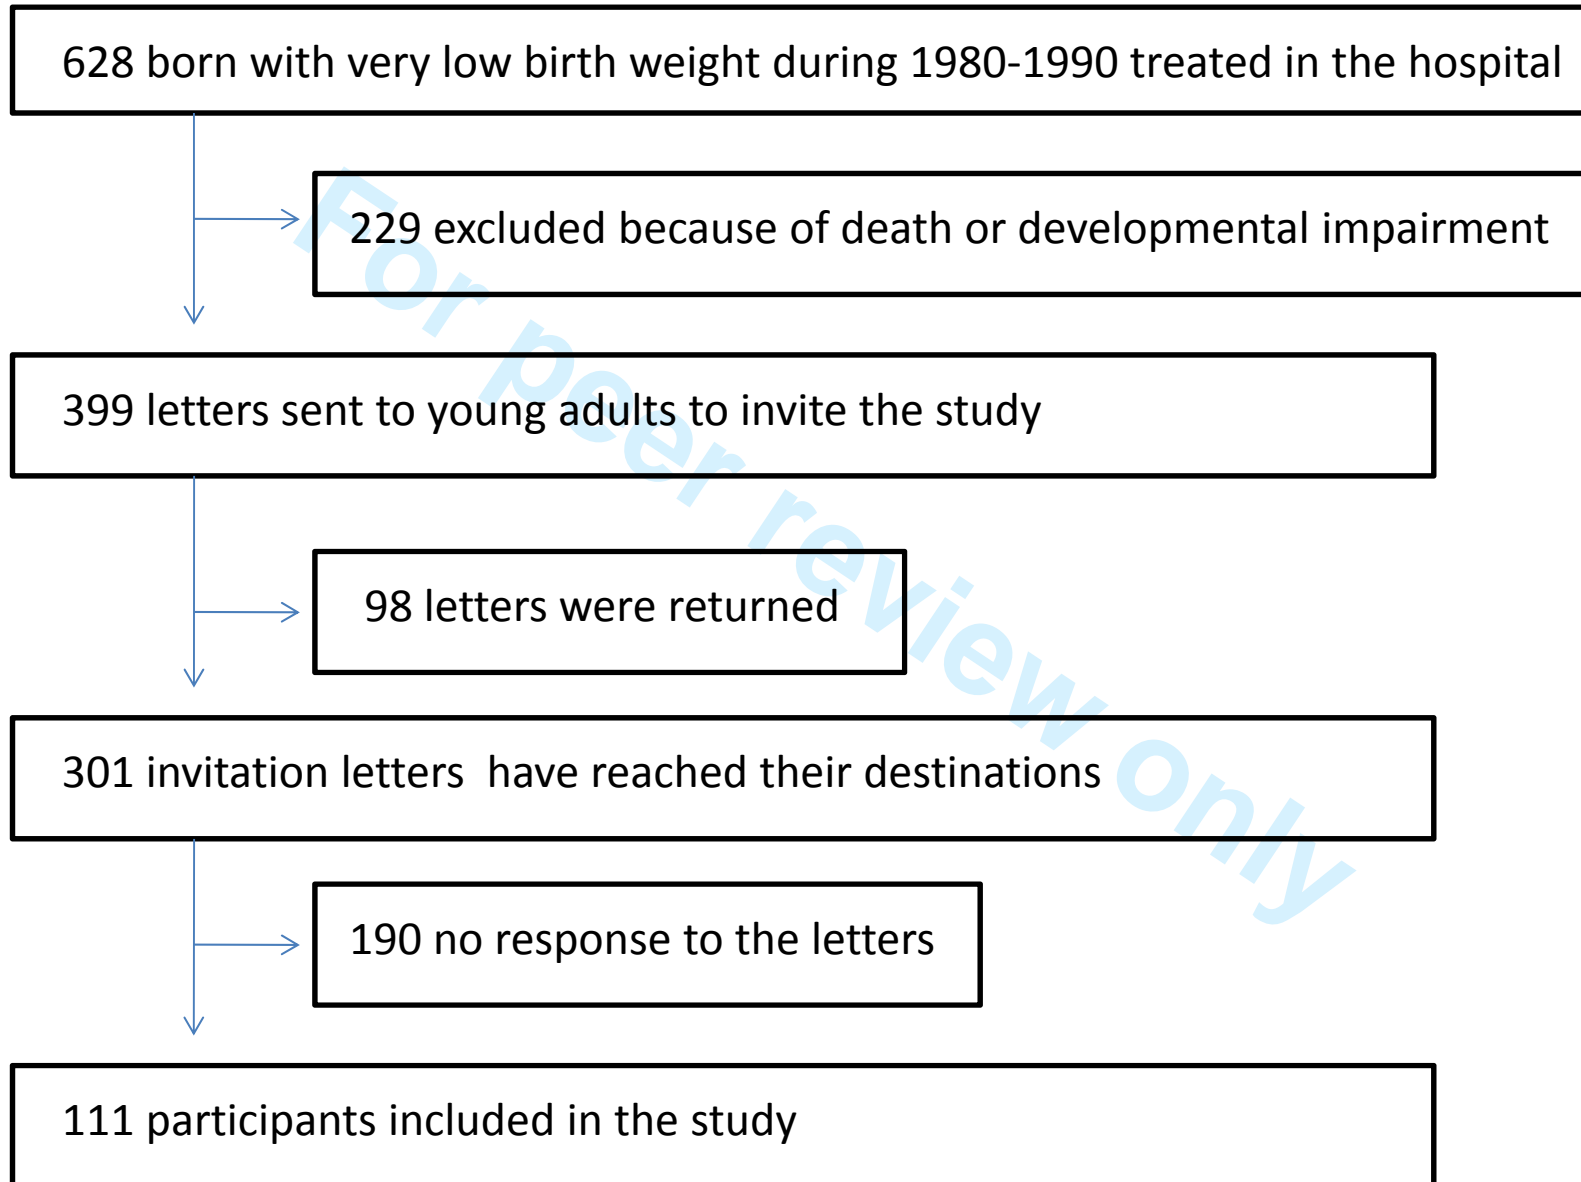 628 born with very low birth weight during 1980-1990 treated in the hospital
229 excluded because of death or developmental impairment
399 letters sent to young adults to invite the study
98 letters were returned
301 invitation letters  have reached their destinations
190 no response to the letters
111 participants included in the study
For peer review only